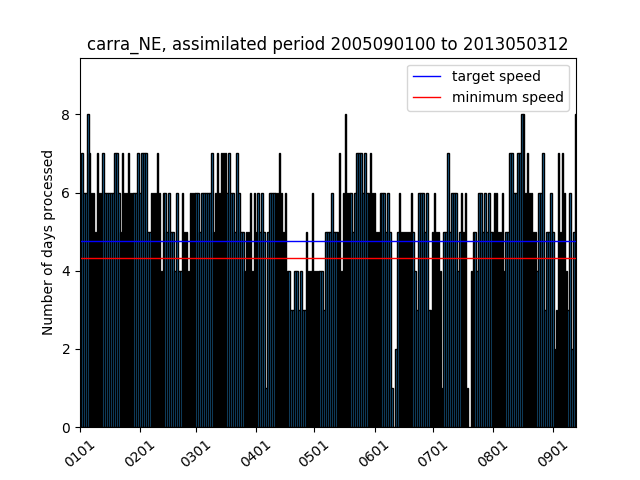 carra_NE, assimilated period 2005090100 to 2013050312
target speed
minimum speed
Number of days processed
8
6
4
2
0
0101 0201 0301 0401 0501 0601 0701 0801 0901